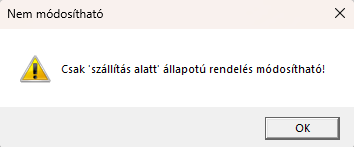 Nem módosítható
Csak 'szállítás alatt' állapotú rendelés módosítható!
OK